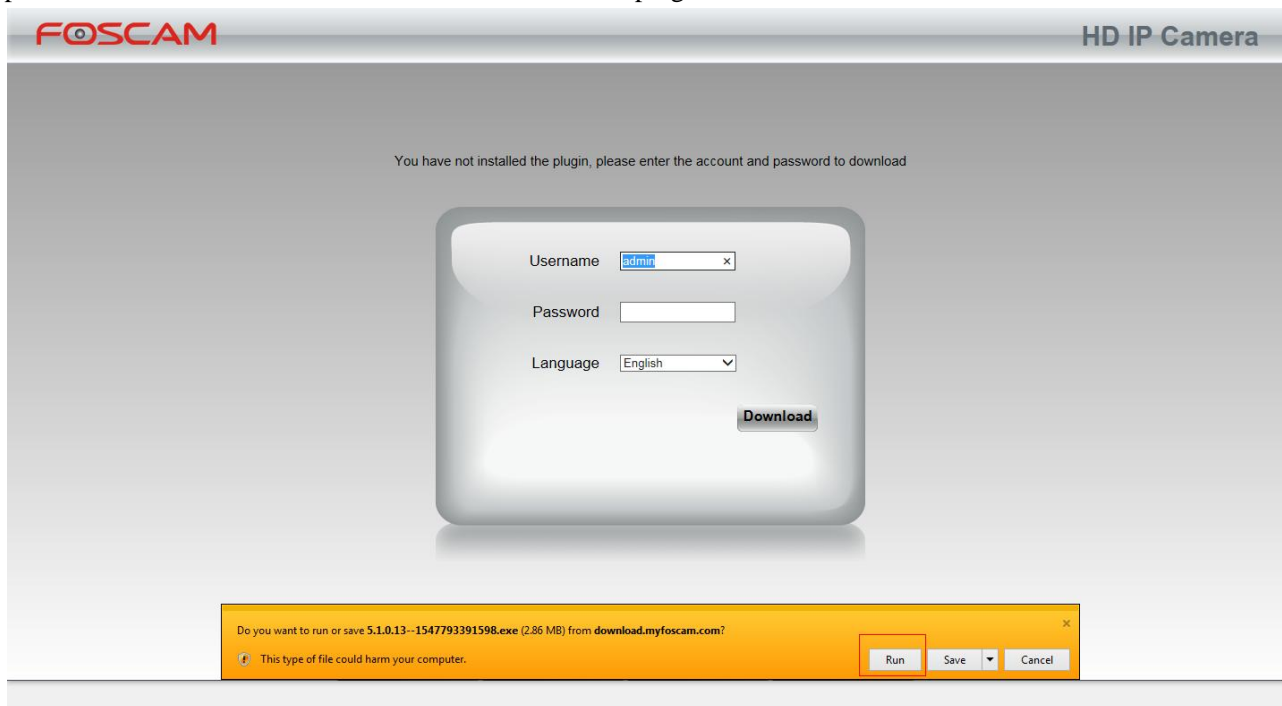 FOSCAM
HD IP Camera
You have not installed the plugin, please enter the account and password to download
Username admin ×
Password
Language English
Download
Do you want to run or save 5.1.0.13--1547793391598.exe (2.86 MB) from download.myfoscam.com? ×
This type of file could harm your computer.
Run Save Cancel